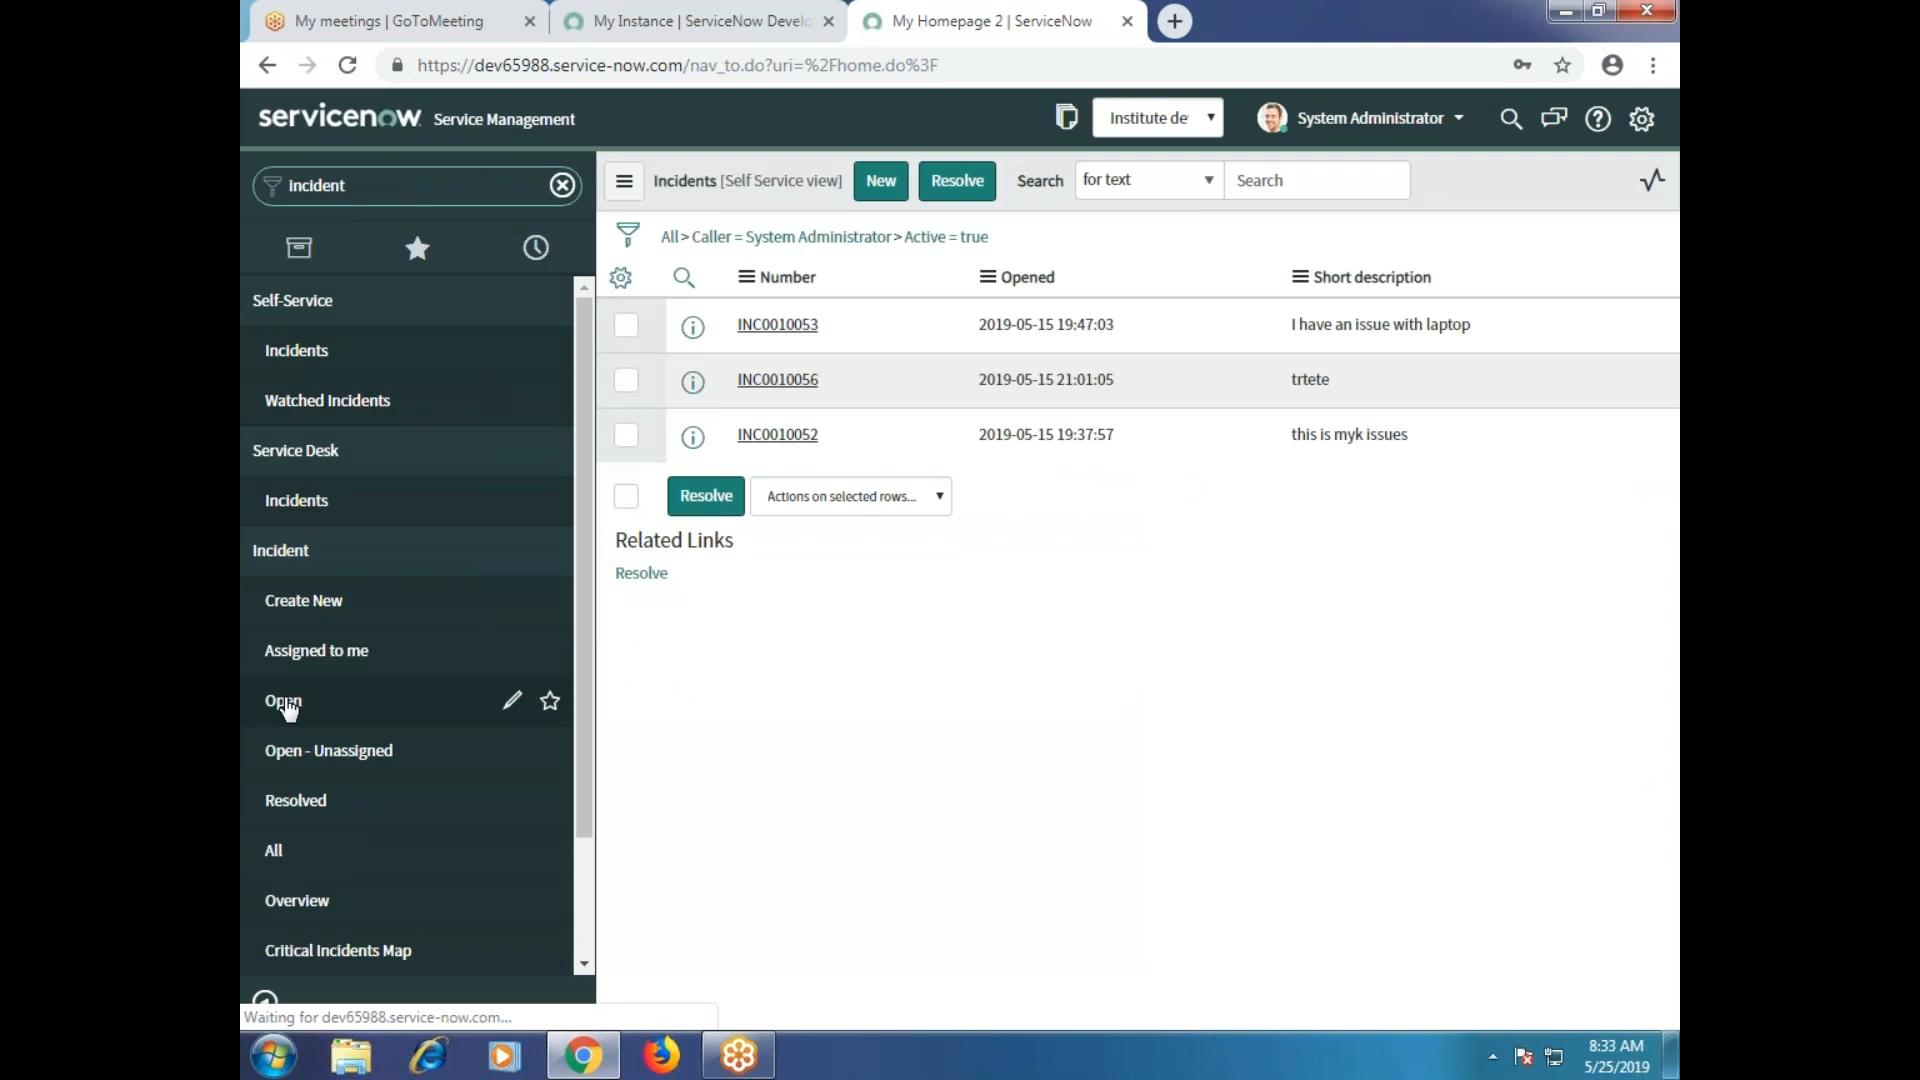 My meetings | GoToMeeting
My Instance | ServiceNow Develo
My Homepage 2 | ServiceNow
https://dev65988.service-now.com/nav_to.do?uri=%2Fhome.do%3F
servicenow Service Management
Institute de
System Administrator
incident
Incidents [Self Service view] New Resolve Search for text Search
All > Caller = System Administrator > Active = true
Number Opened Short description
INC0010053 2019-05-15 19:47:03 I have an issue with laptop
INC0010056 2019-05-15 21:01:05 trtete
INC0010052 2019-05-15 19:37:57 this is myk issues
Resolve Actions on selected rows...
Related Links
Resolve
Self-Service
Incidents
Watched Incidents
Service Desk
Incidents
Incident
Create New
Assigned to me
Open
Open - Unassigned
Resolved
All
Overview
Critical Incidents Map
Waiting for dev65988.service-now.com...
8:33 AM
5/25/2019